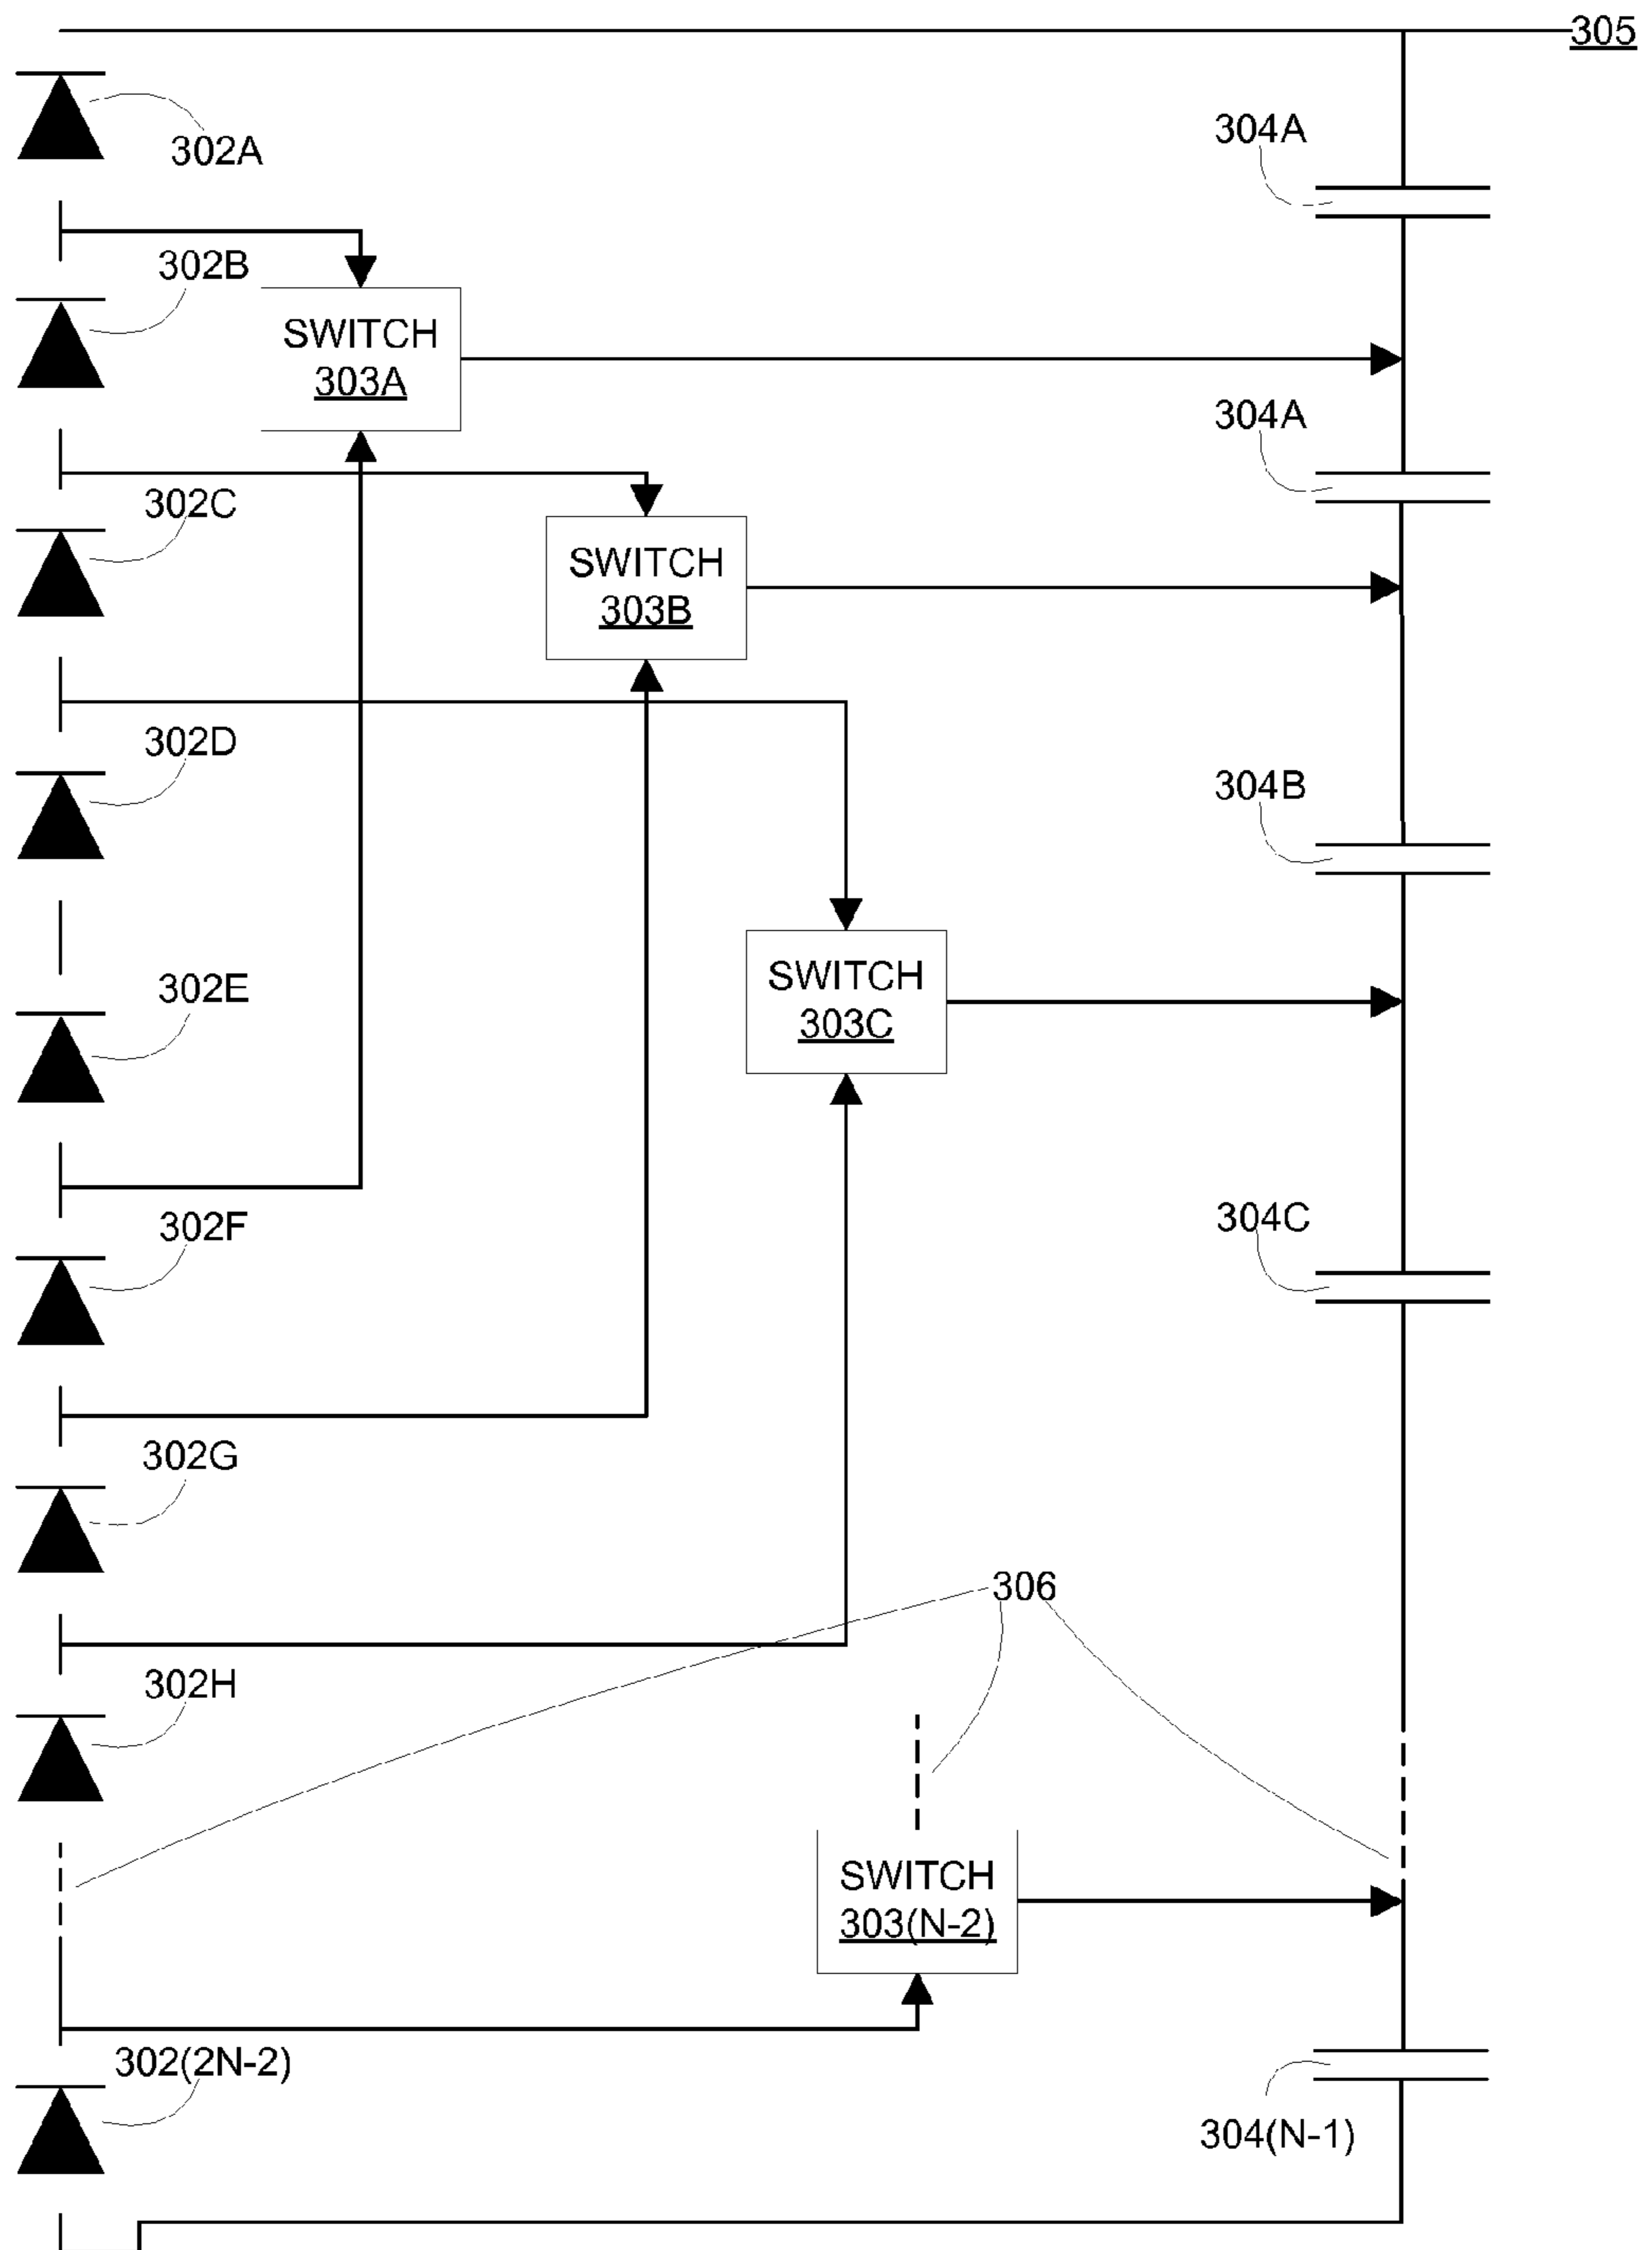 305
304A
302A
302B
SWITCH
303A
304A
302C
SWITCH
303B
302D
304B
SWITCH
303C
302E
304C
302F
302G
306
302H
SWITCH
303(N-2)
302(2N-2)
304(N-1)